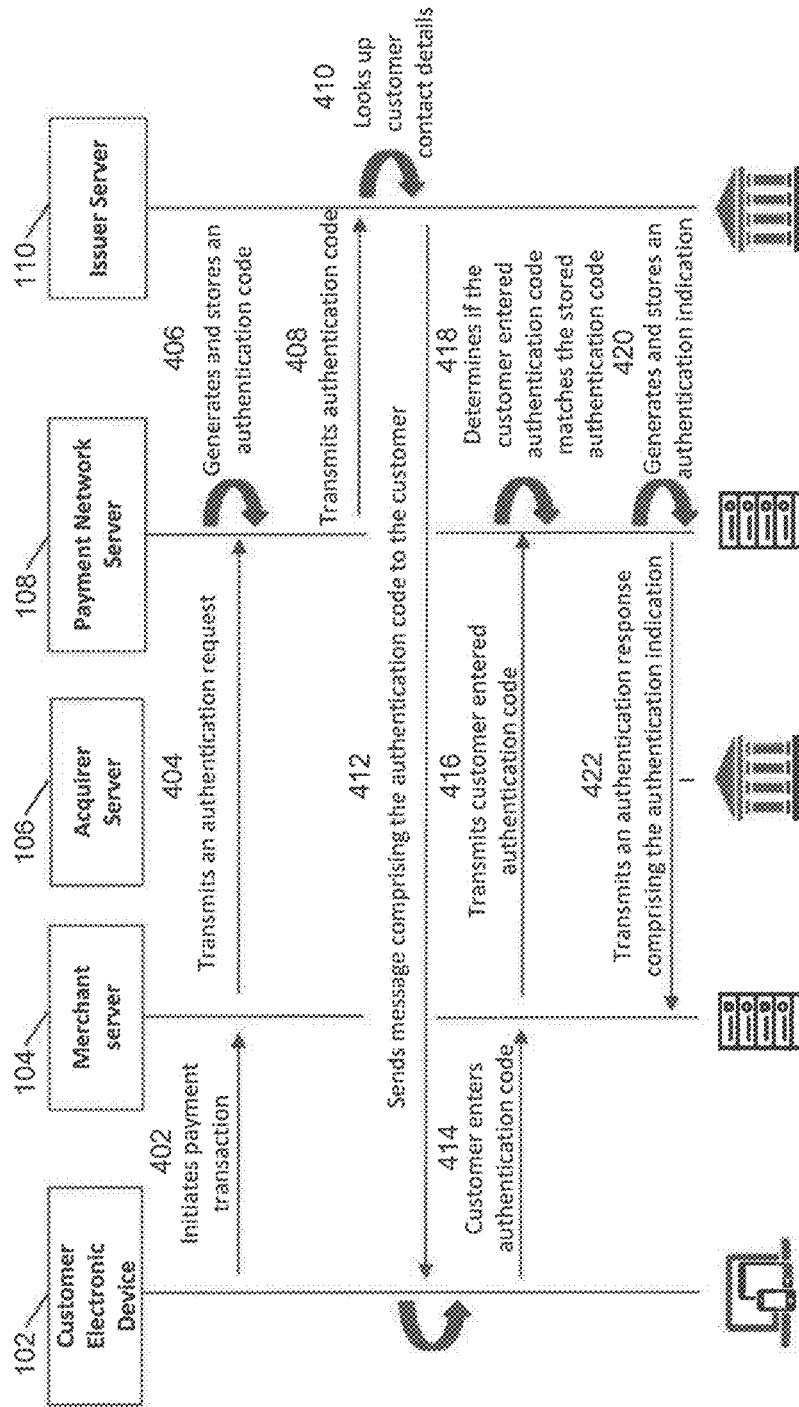 102
Customer
Electronic
Device
104
Merchant
server
106
Acquirer
Server
108
Payment Network
Server
110
Issuer Server
402
Initiates payment
transaction
404
Transmits an authentication request
406
Generates and stores an
authentication code
408
Transmits authentication code
410
Looks up
customer
contact details
412
Sends message comprising the authentication code to the customer
414
Customer enters
authentication code
416
Transmits customer entered
authentication code
418
Determines if the
customer entered
authentication code
matches the stored
authentication code
420
Generates and stores an
authentication indication
422
Transmits an authentication response
comprising the authentication indication